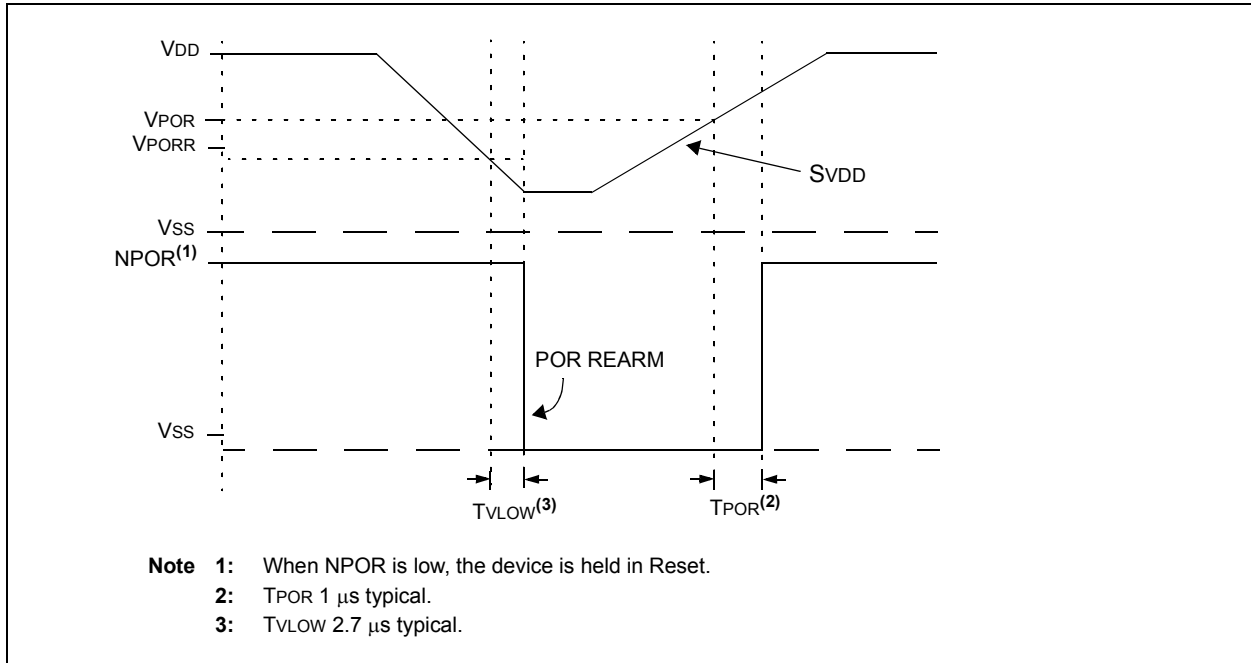 VDD
VPOR
VPORR
SVDD
VSS
NPOR(1)
POR REARM
VSS
TVLOW(3)
TPOR(2)
Note 1: When NPOR is low, the device is held in Reset.
2: TPOR 1 μs typical.
3: TVLOW 2.7 μs typical.